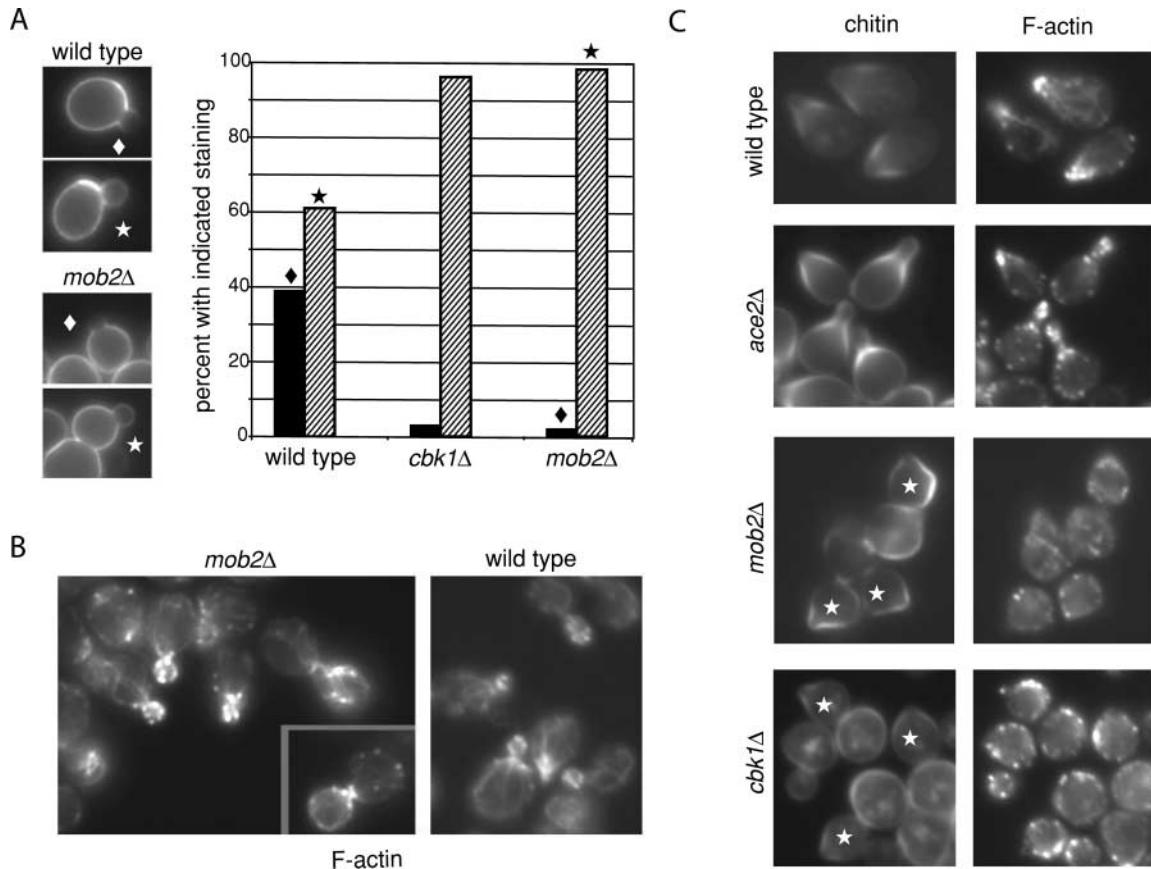 A
wild type
mob2Δ
percent with indicated staining
100
80
60
40
20
0
wild type
cbk1Δ
mob2Δ
B
mob2Δ
wild type
F-actin
C
chitin
F-actin
wild type
ace2Δ
mob2Δ
cbk1Δ